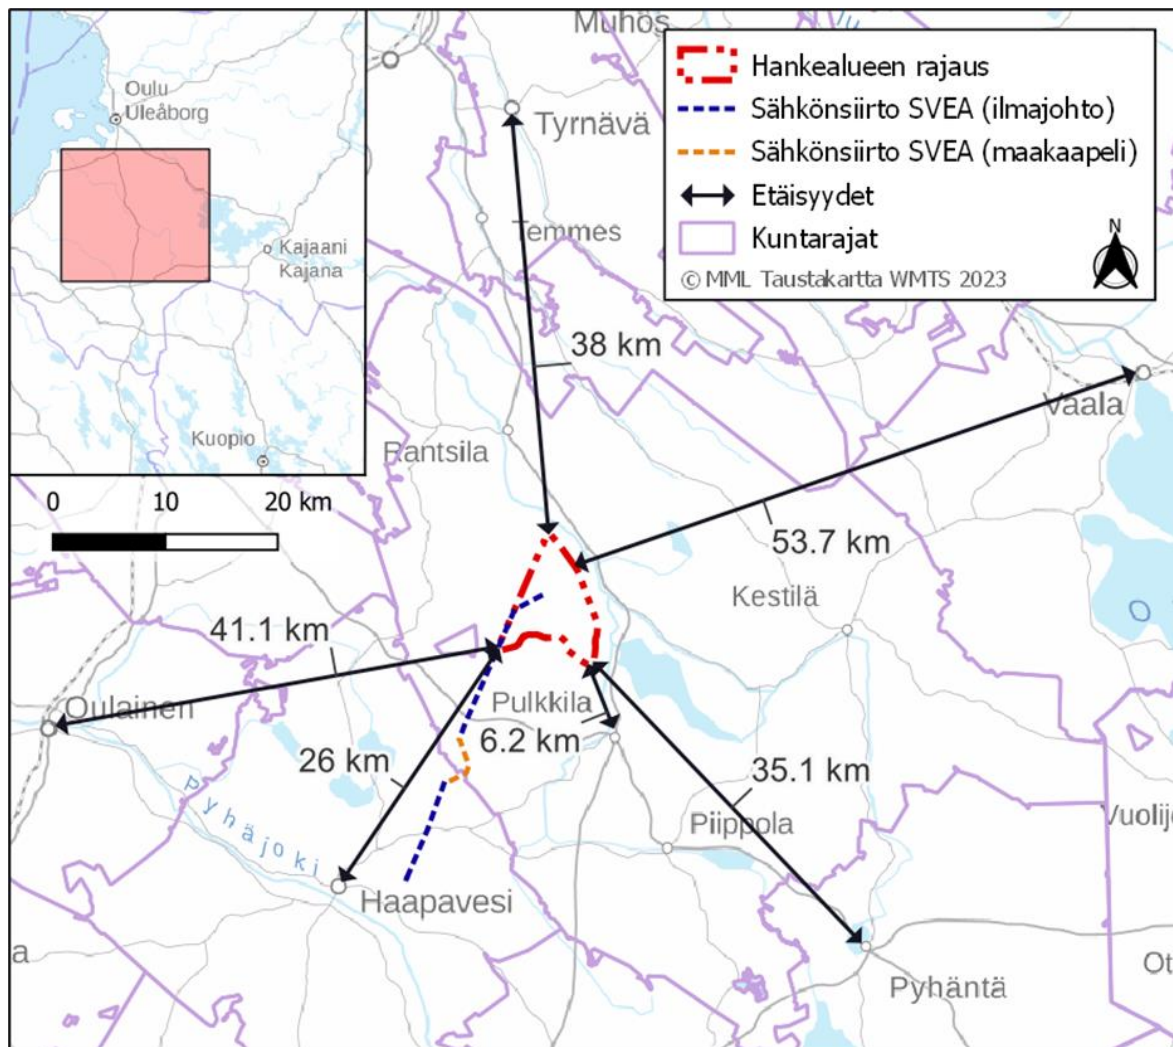 Muhos
Oulu
Uleåborg
Kajaani
Kajana
Kuopio
Hankealueen rajaus
Sähkönsiirto SVEA (ilmajohto)
Sähkönsiirto SVEA (maakaapeli)
Etäisyydet
Kuntarajat
© MML Taustakartta WMTS 2023
N
Tyrnävä
Temmes
38 km
Vaala
Rantsila
0 10 20 km
53.7 km
Kestilä
41.1 km
Oulainen
Pulkkila
6.2 km
26 km
35.1 km
Pyhäjoki
Piippola
Vuolij
Haapavesi
a
Ot
Pyhäntä